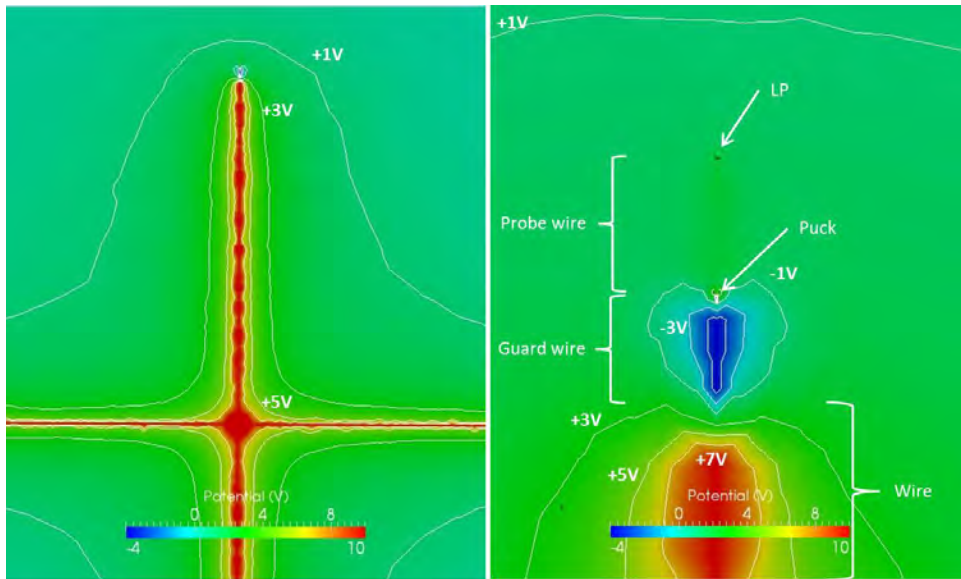 +1V
+3V
+5V
Potential (V)
0 4 8
-4 10
+1V
LP
Probe wire
Puck
-1V
-3V
Guard wire
+3V
+5V
+7V
Wire
Potential (V)
0 4 8
-4 10